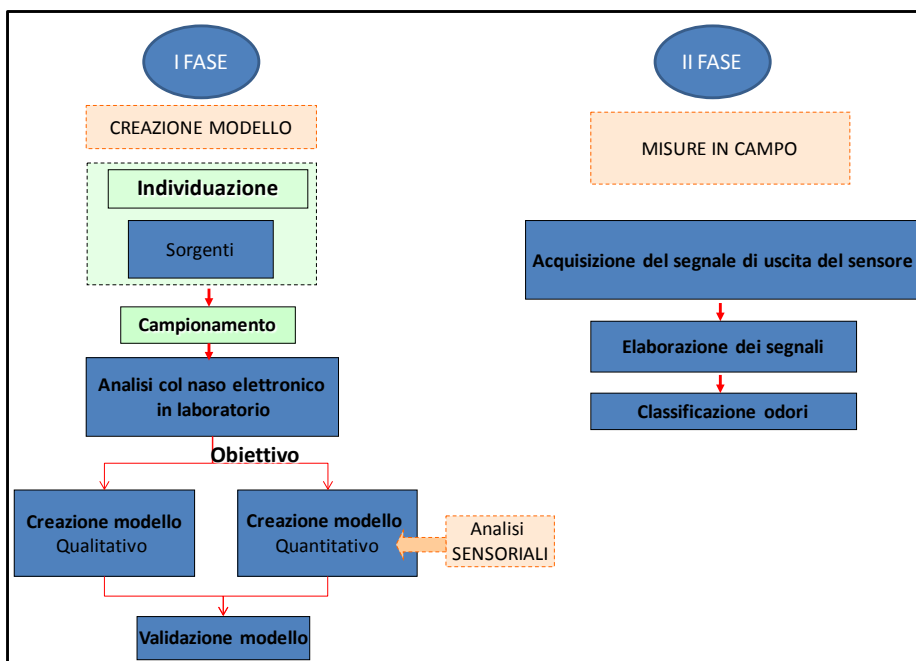 I FASE
CREAZIONE MODELLO
Individuazione
Sorgenti
Campionamento
Analisi col naso elettronico
in laboratorio
Obiettivo
Creazione modello
Qualitativo
Creazione modello
Quantitativo
Analisi
SENSORIALI
Validazione modello
II FASE
MISURE IN CAMPO
Acquisizione del segnale di uscita del sensore
Elaborazione dei segnali
Classificazione odori